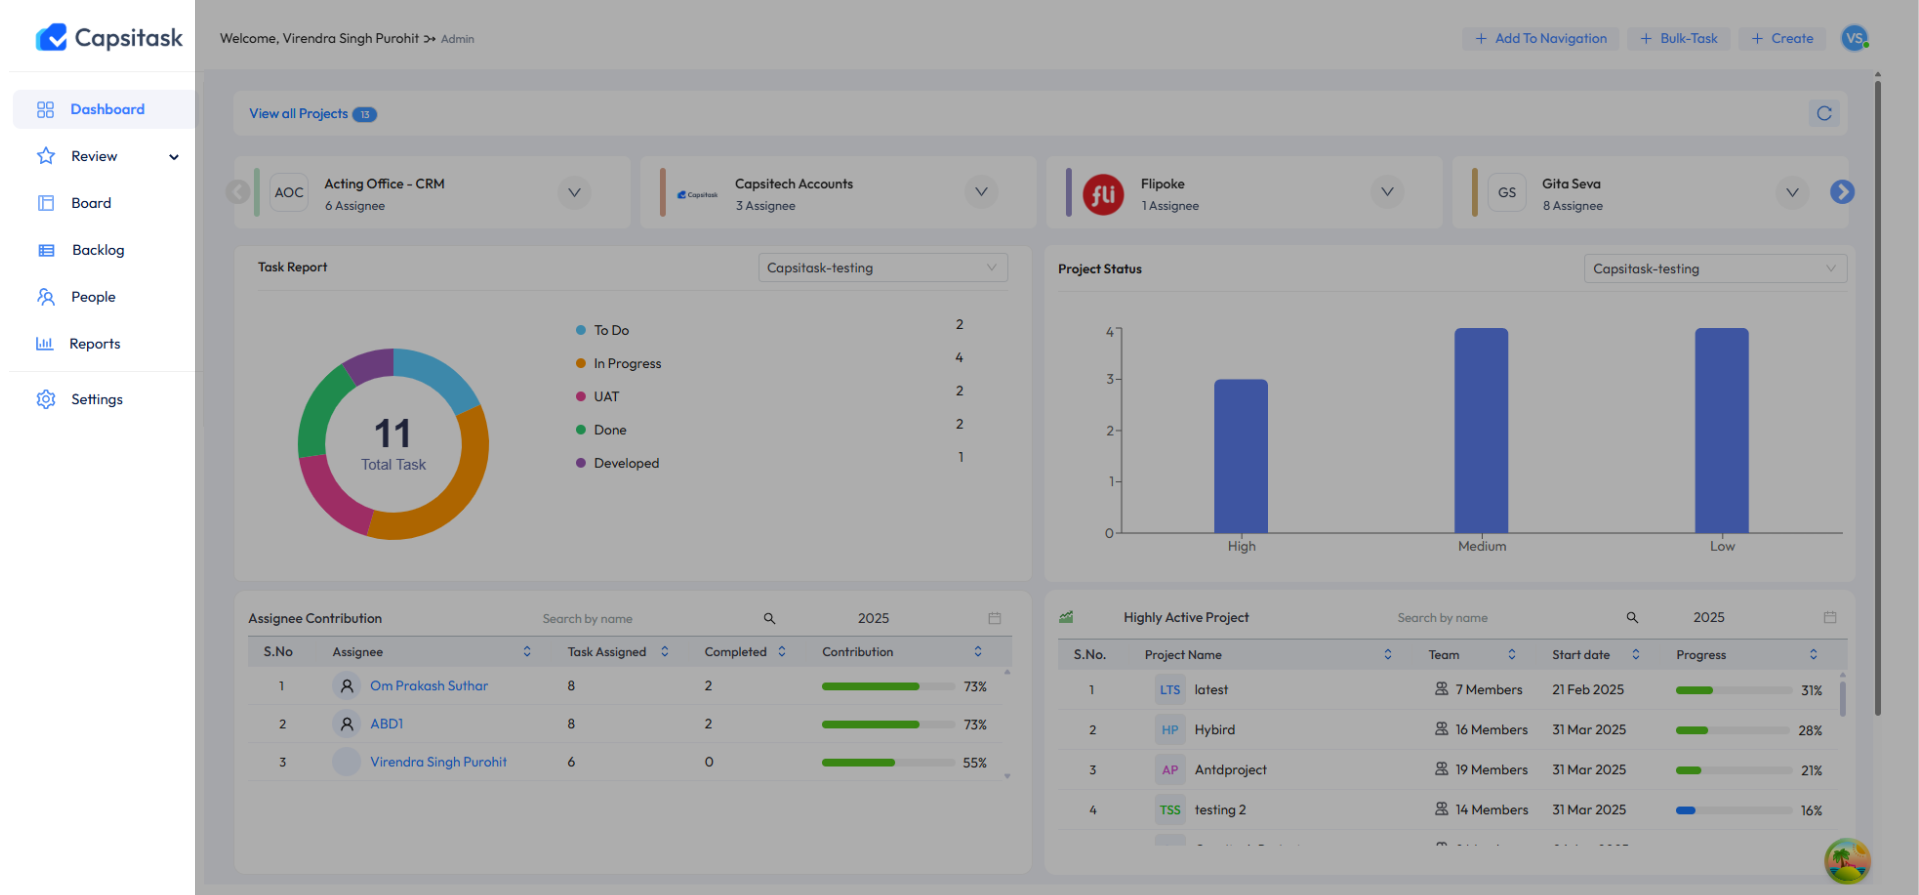 Capsitask
Welcome, Virendra Singh Purohit Admin
Add To Navigation
Bulk-Task
Create
VS
Dashboard
Review
Board
Backlog
People
Reports
Settings
View all Projects 13
AOC
Acting Office - CRM
6 Assignee
Capsitask
Capsitech Accounts
3 Assignee
fli
Flipoke
1 Assignee
GS
Gita Seva
8 Assignee
Task Report
Capsitask-testing
11
Total Task
To Do 2
In Progress 4
UAT 2
Done 2
Developed 1
Project Status
Capsitask-testing
4
3
2
1
0
High Medium Low
Assignee Contribution Search by name 2025
S.No Assignee Task Assigned Completed Contribution
1 Om Prakash Suthar 8 2 73%
2 ABD1 8 2 73%
3 Virendra Singh Purohit 6 0 55%
Highly Active Project Search by name 2025
S.No. Project Name Team Start date Progress
1 LTS latest 7 Members 21 Feb 2025 31%
2 HP Hybird 16 Members 31 Mar 2025 28%
3 AP Antdproject 19 Members 31 Mar 2025 21%
4 TSS testing 2 14 Members 31 Mar 2025 16%